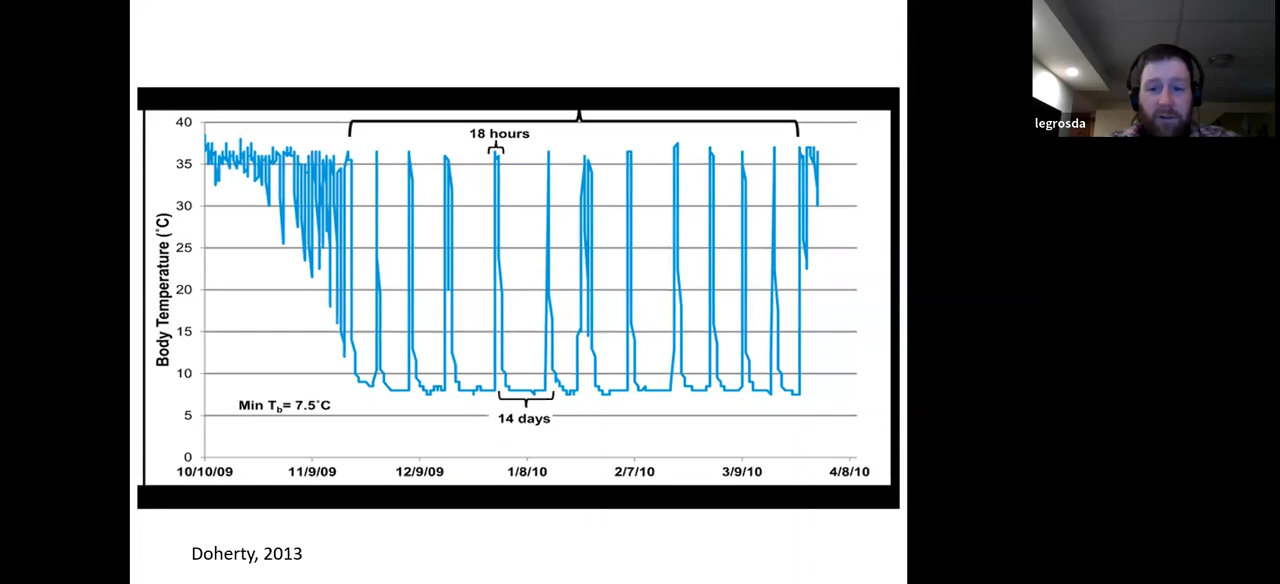 legrosda
40
18 hours
35
30
25
20
15
10
5
0
Body Temperature (˚C)
Min Tb= 7.5˚C
14 days
10/10/09 11/9/09 12/9/09 1/8/10 2/7/10 3/9/10 4/8/10
Doherty, 2013